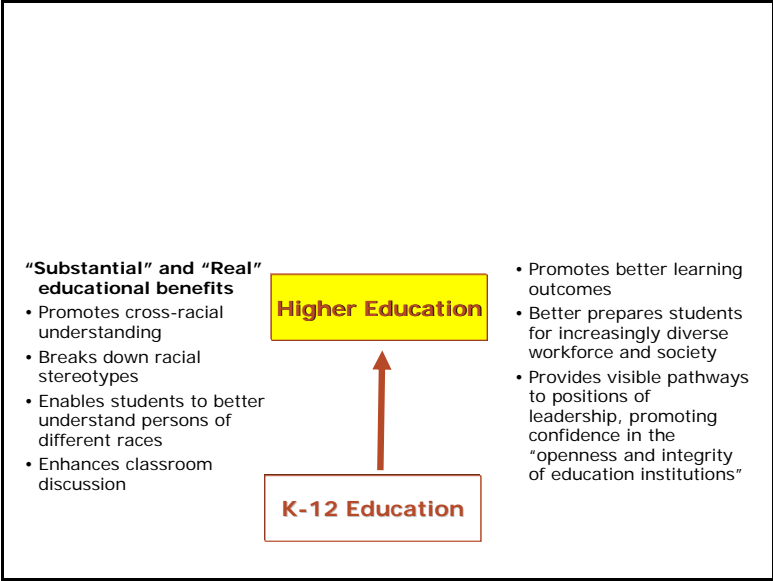 “Substantial” and “Real”
educational benefits
• Promotes cross-racial
understanding
• Breaks down racial
stereotypes
• Enables students to better
understand persons of
different races
• Enhances classroom
discussion
Higher Education
K-12 Education
• Promotes better learning
outcomes
• Better prepares students
for increasingly diverse
workforce and society
• Provides visible pathways
to positions of
leadership, promoting
confidence in the
“openness and integrity
of education institutions”